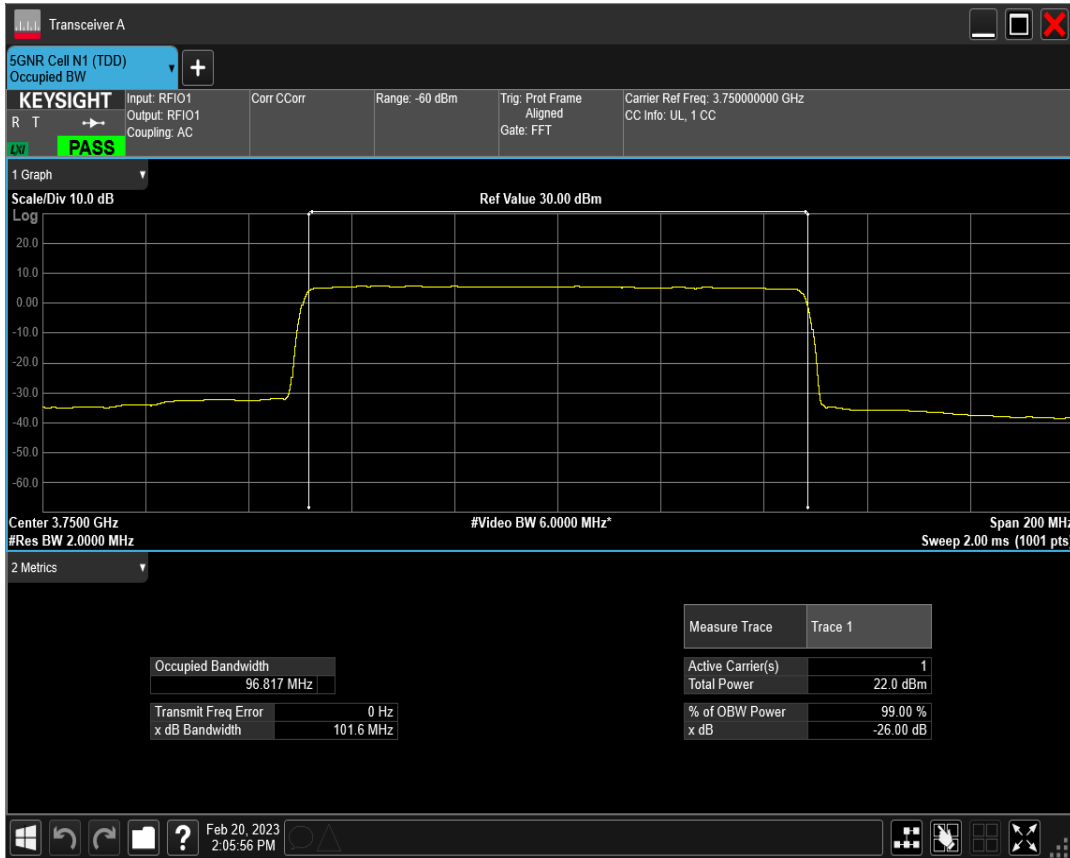 Transceiver A
5GNR Cell N1 (TDD)
Occupied BW
+
KEYSIGHT
R T
LXI
PASS
Input: RFIO1
Output: RFIO1
Coupling: AC
Corr CCorr
Range: -60 dBm
Trig: Prot Frame
Aligned
Gate: FFT
Carrier Ref Freq: 3.750000000 GHz
CC Info: UL, 1 CC
1 Graph
Scale/Div 10.0 dB
Ref Value 30.00 dBm
Log
20.0
10.0
0.00
-10.0
-20.0
-30.0
-40.0
-50.0
-60.0
Center 3.7500 GHz
#Video BW 6.0000 MHz*
Span 200 MHz
#Res BW 2.0000 MHz
Sweep 2.00 ms (1001 pts)
2 Metrics
Measure Trace Trace 1
Occupied Bandwidth
96.817 MHz
Active Carrier(s) 1
Total Power 22.0 dBm
Transmit Freq Error 0 Hz
x dB Bandwidth 101.6 MHz
% of OBW Power 99.00 %
x dB -26.00 dB
?
Feb 20, 2023
2:05:56 PM